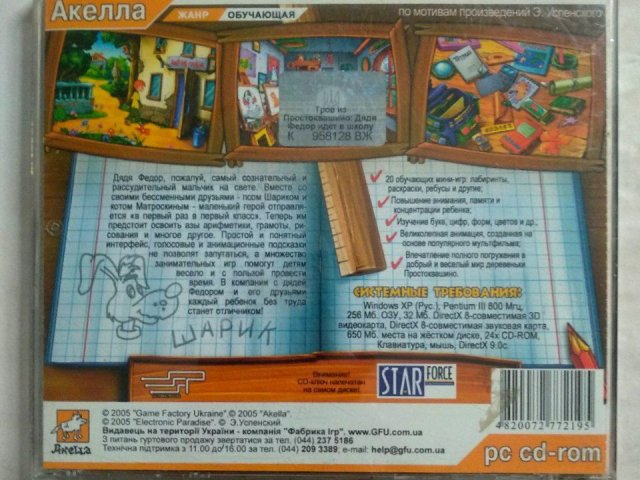 Акелла
ЖАНР ОБУЧАЮЩАЯ
по мотивам произведений Э. Успенского
Трое из
Простоквашино: Дядя
Федор идет в школу
К 958128 ВЖ
Дядя Федор, пожалуй, самый сознательный и
рассудительный мальчик на свете. Вместе со
своими бессменными друзьями - псом Шариком и
котом Матроскиным - маленький герой отправляет-
ся «в первый раз в первый класс». Теперь им
предстоит освоить азы арифметики, грамоты, ри-
сования и многое другое. Простой и понятный
интерфейс, голосовые и анимационные подсказки
не позволят запутаться, а множество
занимательных игр помогут детям
весело и с пользой провести
время. В компании с дядей
Федором и его друзьями
каждый ребенок без труда
станет отличником!
ШАРИК
20 обучающих мини-игр: лабиринты,
раскраски, ребусы и другие;
Повышение внимания, памяти и
концентрации ребенка;
Изучение букв, цифр, форм, цветов и др.;
Великолепная анимация, созданная на
основе популярного мультфильма;
Впечатление полного погружения в
добрый и веселый мир деревеньки
Простоквашино.
СИСТЕМНЫЕ ТРЕБОВАНИЯ:
Windows XP (Рус.), Pentium III 800 Мгц,
256 Мб. ОЗУ, 32 Мб. DirectX 8-совместимая 3D
видеокарта, DirectX 8-совместимая звуковая карта,
650 Мб. места на жёстком диске, 24x CD-ROM,
Клавиатура, мышь, DirectX 9.0c.
Внимание!
CD-ключ напечатан
на самом диске!
STAR FORCE
Акелла
© 2005 "Game Factory Ukraine" © 2005 "Akella".
© 2005 "Electronic Paradise". © Э.Успенский
Видавець на території України - компанія "Фабрика Ігр". www.GFU.com.ua
З питань гуртового продажу звертатися за тел. (044) 237 5186
Технічна підтримка з 11.00 до 16.00 за тел. (044) 209 3389; e-mail: help@gfu.com.ua
4820072772195
pc cd-rom